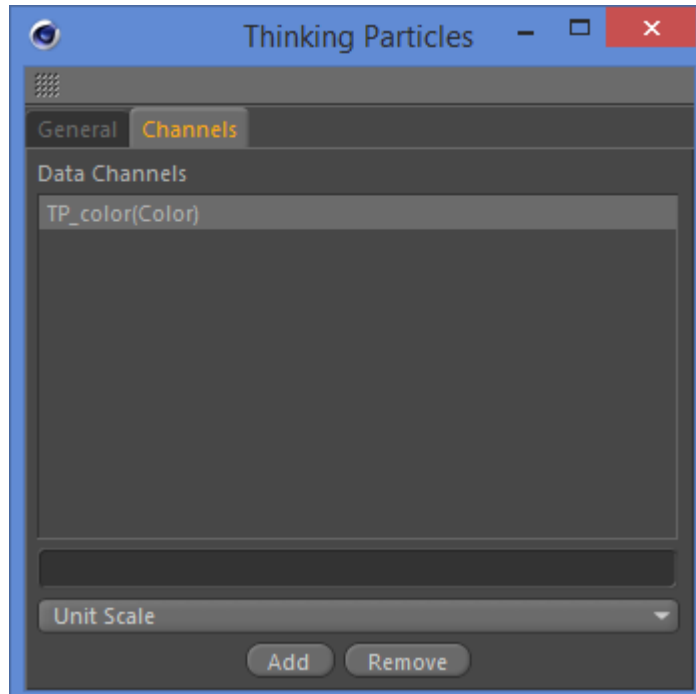 Thinking Particles
General Channels
Data Channels
TP_color(Color)
Unit Scale
Add Remove